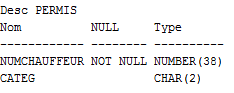 Desc PERMIS
Nom          NULL     Type
------------ -------- ----------
NUMCHAUFFEUR NOT NULL NUMBER(38)
CATEG                 CHAR(2)